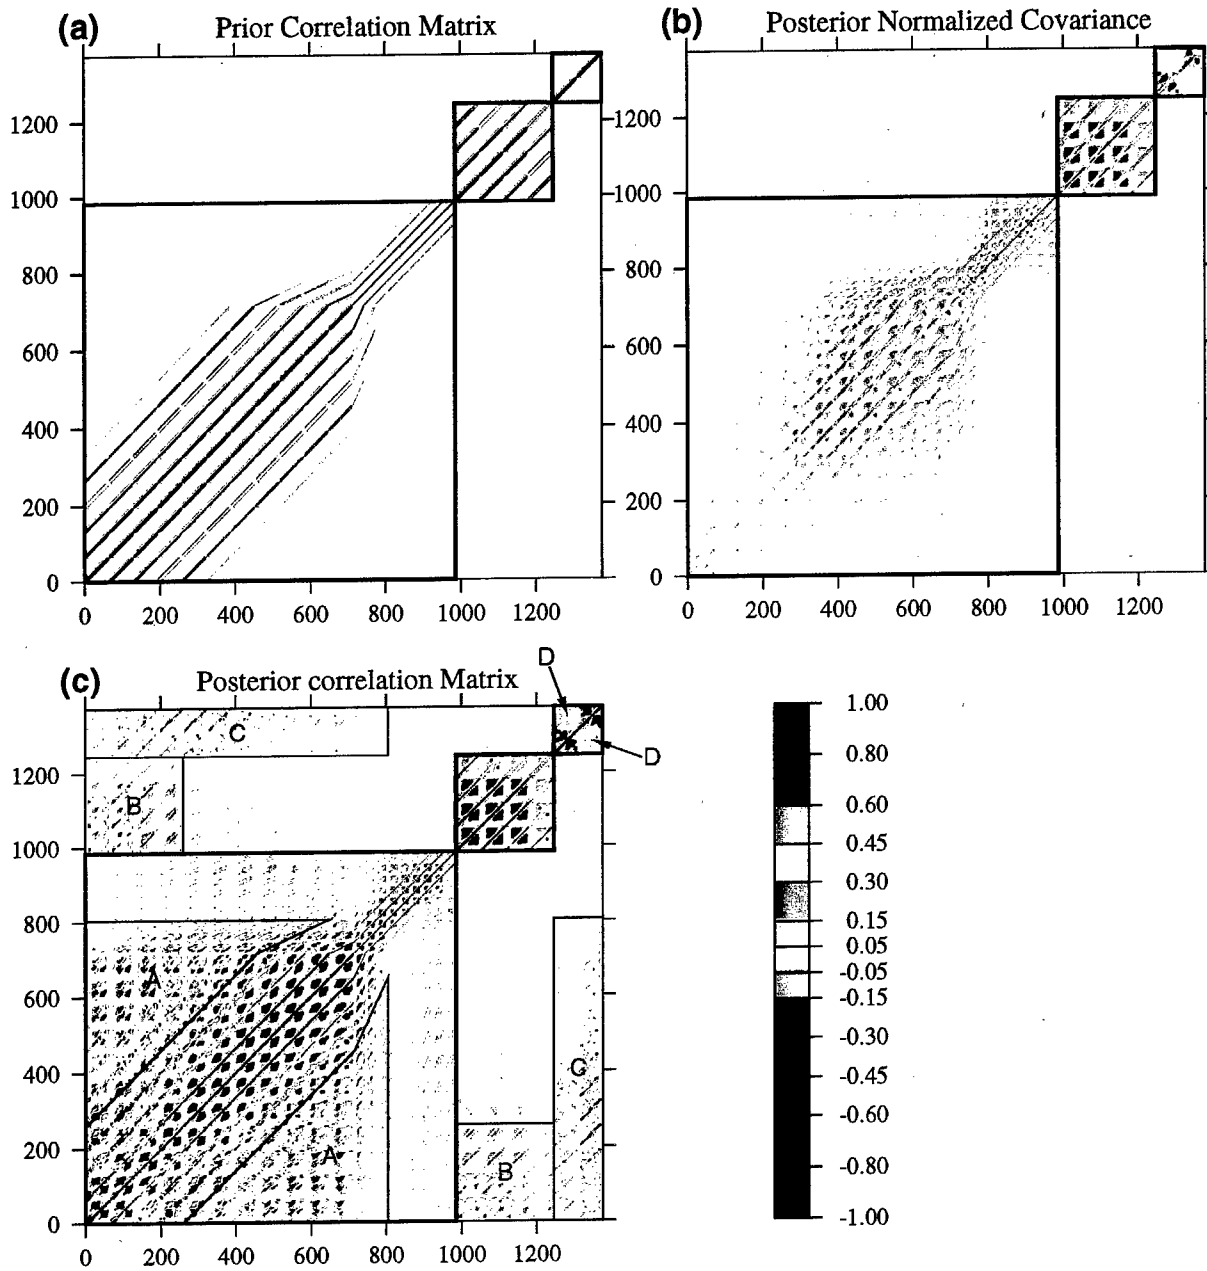 (a) Prior Correlation Matrix
1200
1000
800
600
400
200
0
0 200 400 600 800 1000 1200
(b) Posterior Normalized Covariance
1200
1000
800
600
400
200
0
0 200 400 600 800 1000 1200
(c) Posterior correlation Matrix
D
C
D
1200
B
1000
800
A
600
400
C
200
A
B
0
0 200 400 600 800 1000 1200
1.00
0.80
0.60
0.45
0.30
0.15
0.05
-0.05
-0.15
-0.30
-0.45
-0.60
-0.80
-1.00